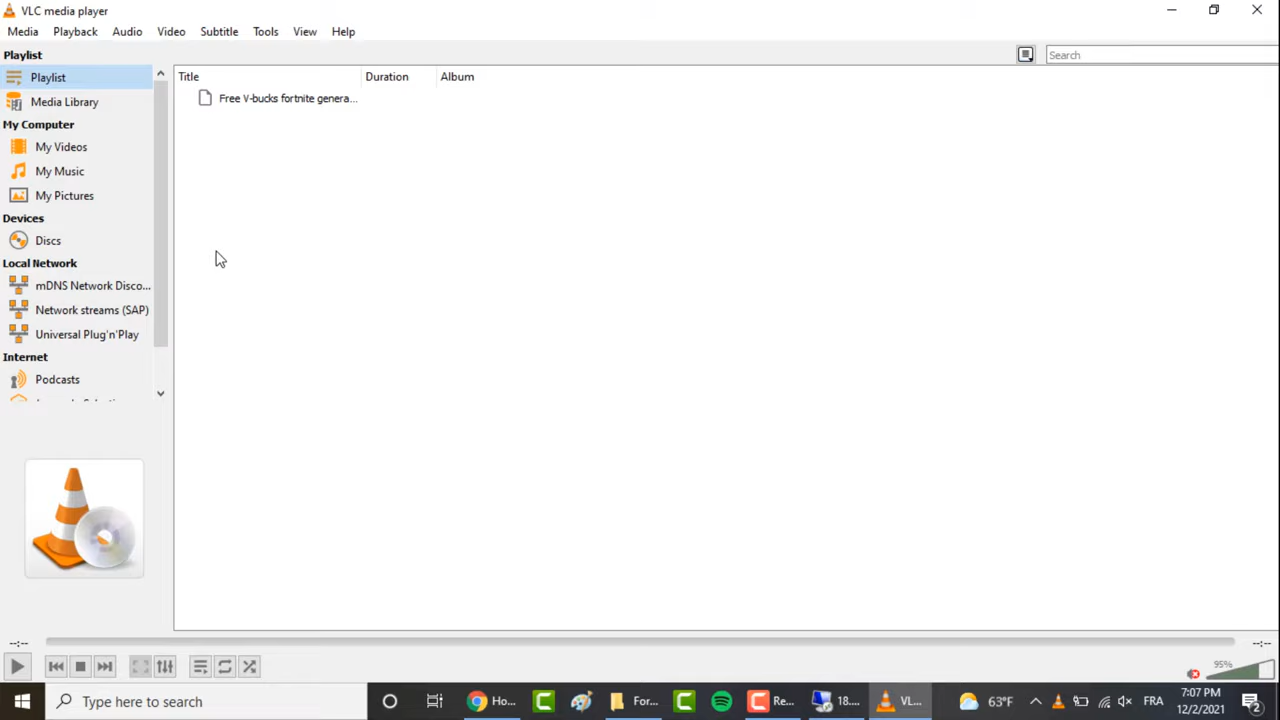 VLC media player
Media Playback Audio Video Subtitle Tools View Help
Playlist
Search
Playlist
Media Library
My Computer
My Videos
My Music
My Pictures
Devices
Discs
Local Network
mDNS Network Disco...
Network streams (SAP)
Universal Plug'n'Play
Internet
Podcasts
Title Duration Album
Free V-bucks fortnite genera...
--:-- --:--
95%
Type here to search
Ho...
For...
Re...
18....
VL...
63°F
FRA
7:07 PM
12/2/2021
2